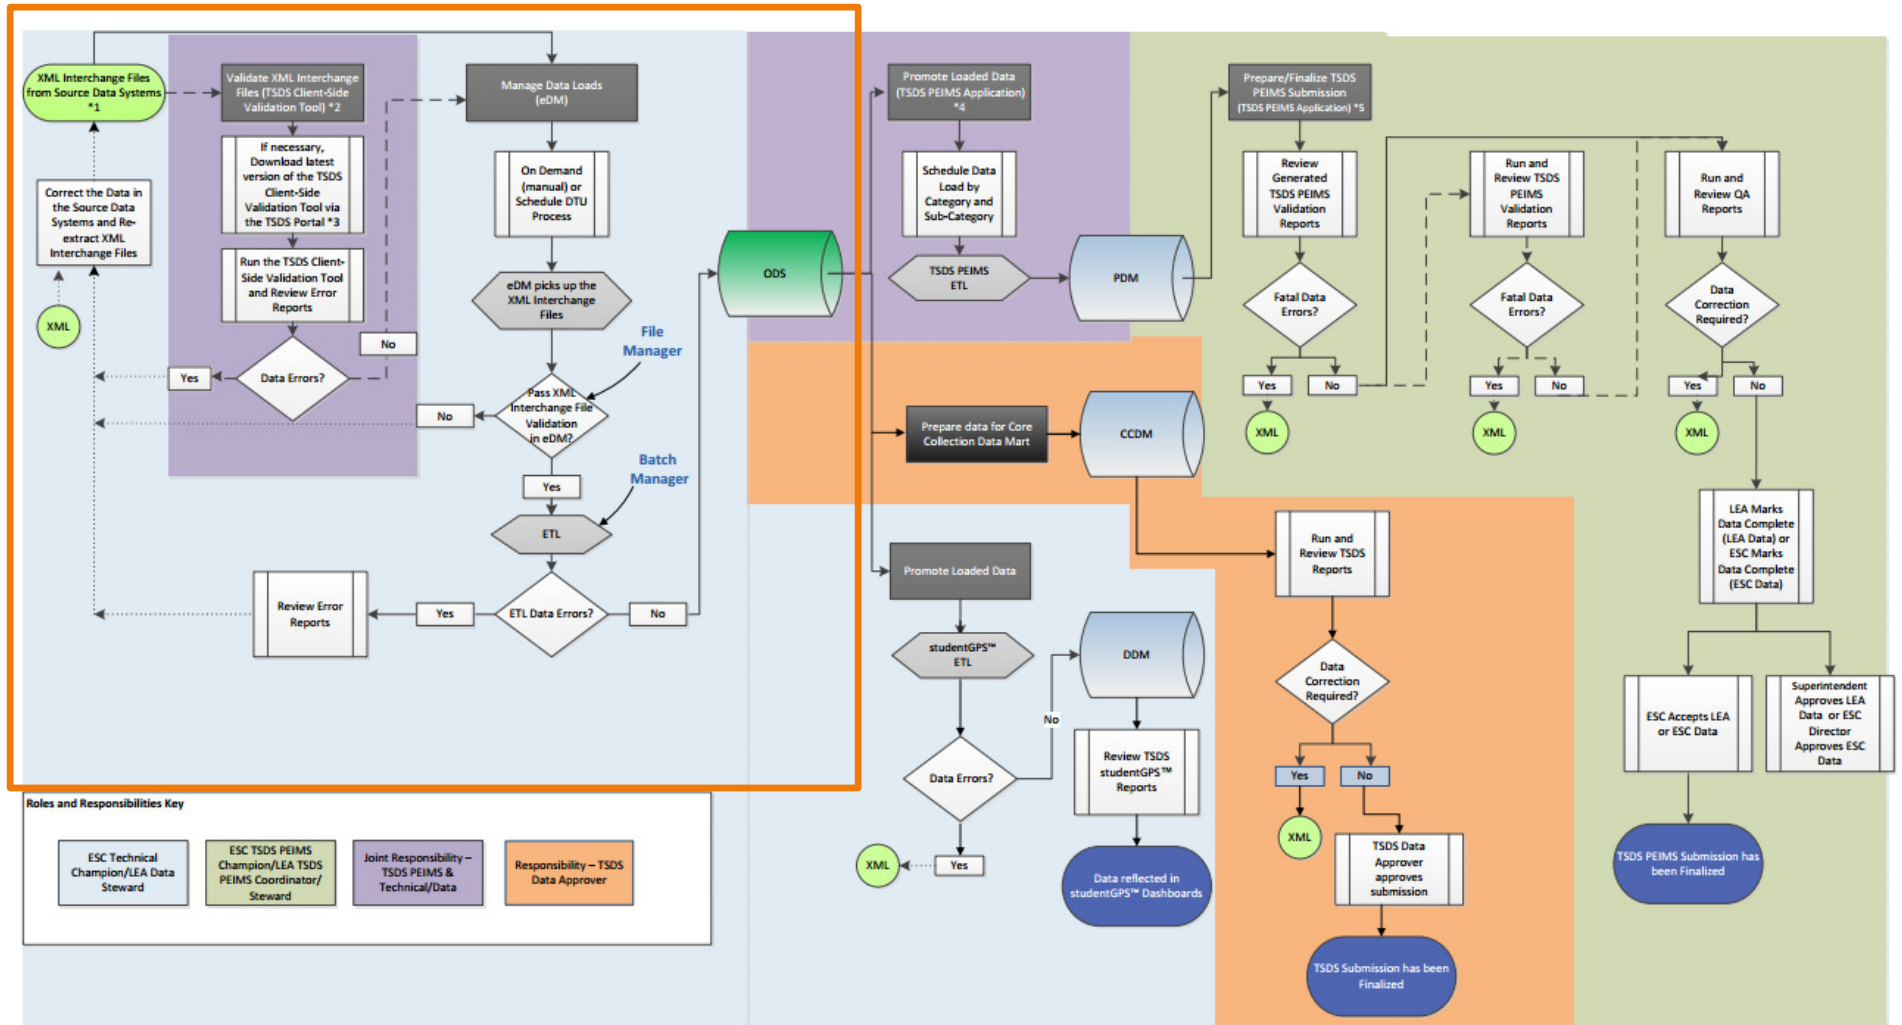 XML Interchange Files
from Source Data Systems
*1
Validate XML Interchange
Files (TSDS Client-Side
Validation Tool) *2
If necessary,
Download latest
version of the TSDS
Client-Side
Validation Tool via
the TSDS Portal *3
Run the TSDS Client-
Side Validation Tool
and Review Error
Reports
Data Errors?
Yes
No
Correct the Data in
the Source Data
Systems and Re-
extract XML
Interchange Files
XML
Manage Data Loads
(eDM)
On Demand
(manual) or
Schedule DTU
Process
eDM picks up the
XML Interchange
Files
File
Manager
Pass XML
Interchange File
Validation
in eDM?
No
Yes
Batch
Manager
ETL
ETL Data Errors?
Yes
No
Review Error
Reports
ODS
Promote Loaded Data
(TSDS PEIMS Application)
*4
Schedule Data
Load by
Category and
Sub-Category
TSDS PEIMS
ETL
PDM
Prepare/Finalize TSDS
PEIMS Submission
(TSDS PEIMS Application) *5
Review
Generated
TSDS PEIMS
Validation
Reports
Fatal Data
Errors?
Yes
No
XML
Run and
Review TSDS
PEIMS
Validation
Reports
Fatal Data
Errors?
Yes
No
XML
Run and
Review QA
Reports
Data
Correction
Required?
Yes
No
XML
LEA Marks
Data Complete
(LEA Data) or
ESC Marks
Data Complete
(ESC Data)
ESC Accepts LEA
or ESC Data
Superintendent
Approves LEA
Data or ESC
Director
Approves ESC
Data
TSDS PEIMS Submission has
been Finalized
Prepare data for Core
Collection Data Mart
CCDM
Run and
Review TSDS
Reports
Data
Correction
Required?
Yes
No
XML
TSDS Data
Approver
approves
submission
TSDS Submission has been
Finalized
Promote Loaded Data
studentGPS™
ETL
Data Errors?
No
Yes
XML
DDM
Review TSDS
studentGPS™
Reports
Data reflected in
studentGPS™ Dashboards
Roles and Responsibilities Key
ESC Technical
Champion/LEA Data
Steward
ESC TSDS PEIMS
Champion/LEA TSDS
PEIMS Coordinator/
Steward
Joint Responsibility –
TSDS PEIMS &
Technical/Data
Responsibility – TSDS
Data Approver